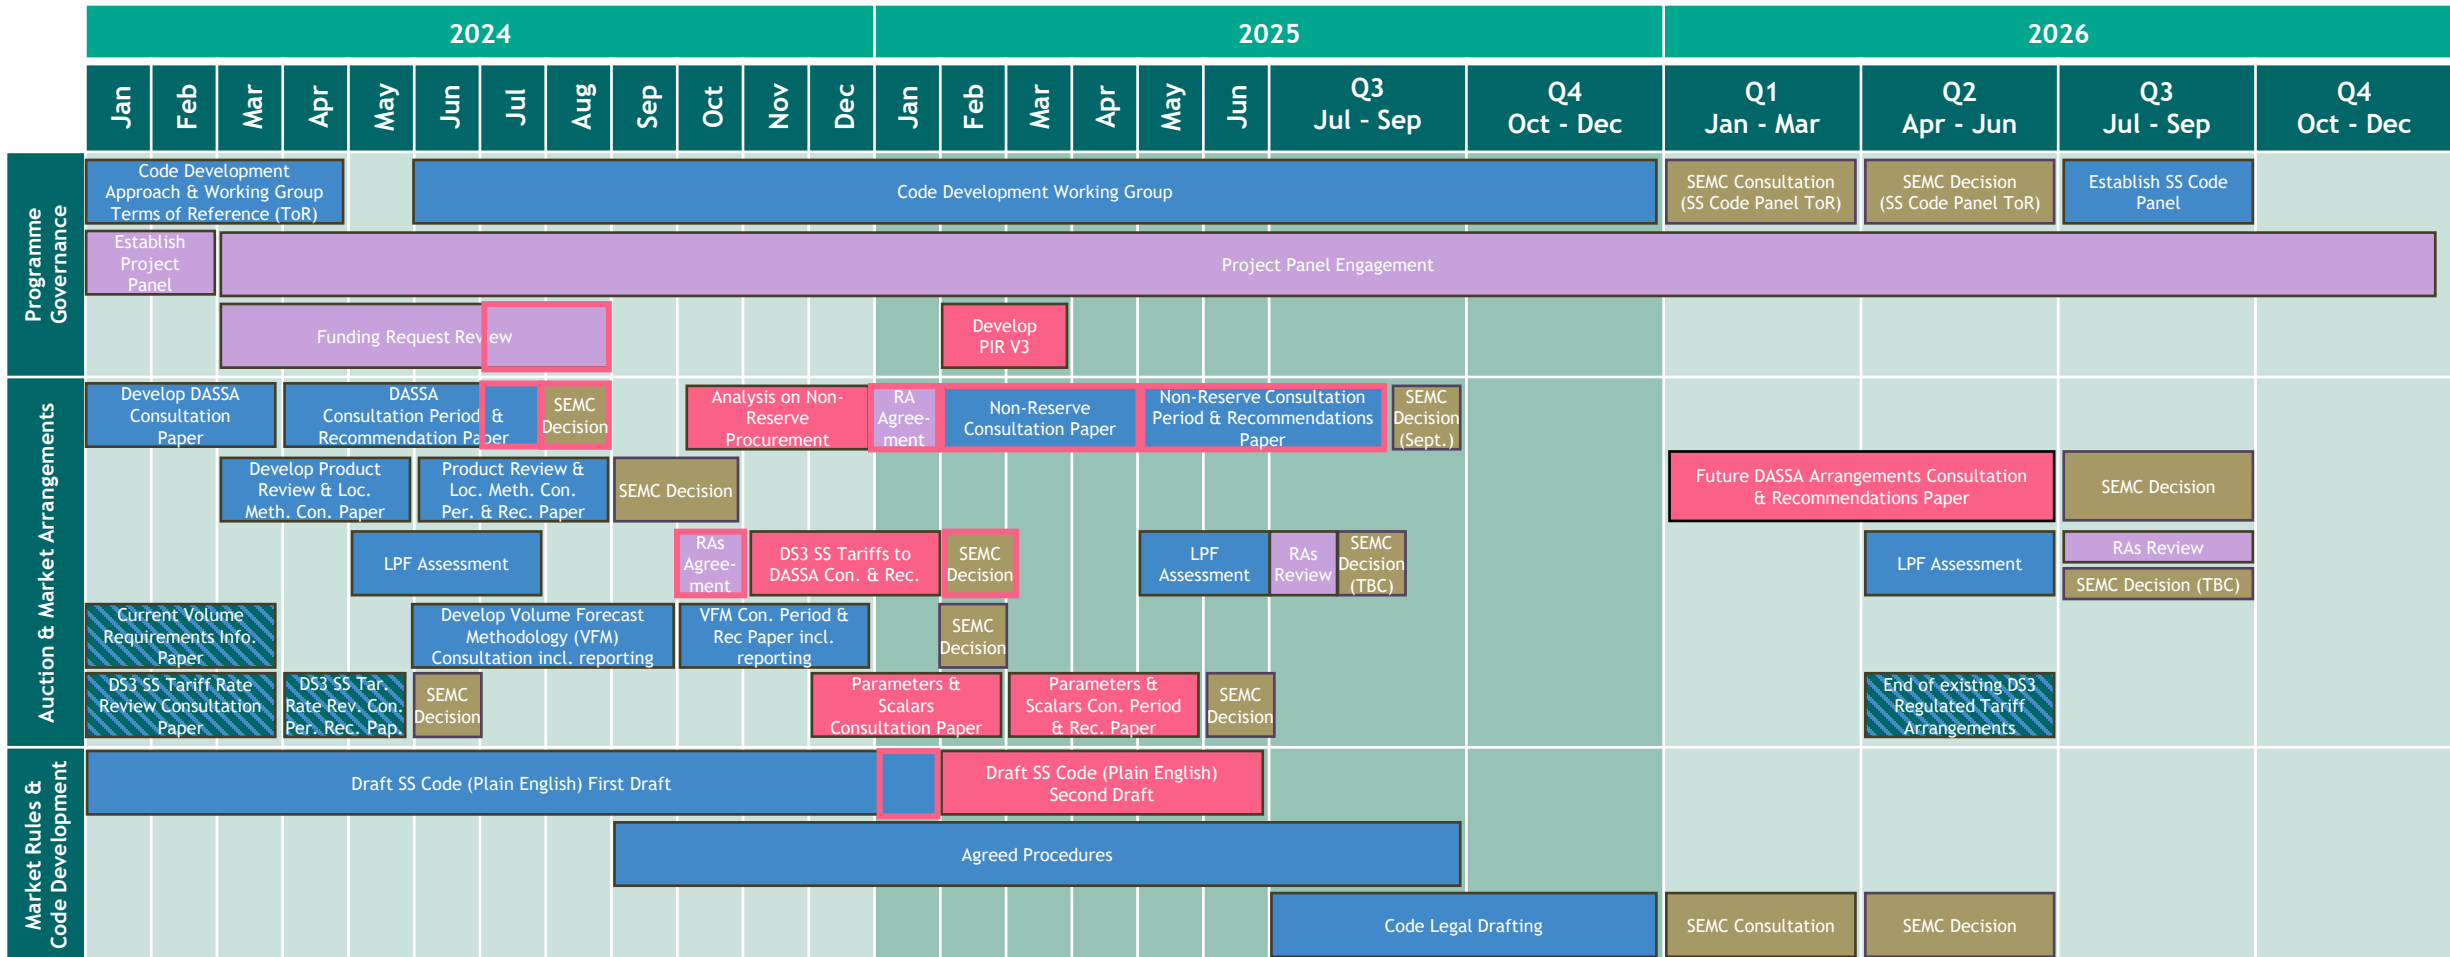 2024
2025
2026
Jan
Feb
Mar
Apr
May
Jun
Jul
Aug
Sep
Oct
Nov
Dec
Jan
Feb
Mar
Apr
May
Jun
Q3
Jul - Sep
Q4
Oct - Dec
Q1
Jan - Mar
Q2
Apr - Jun
Q3
Jul - Sep
Q4
Oct - Dec
Programme
Governance
Code Development
Approach & Working Group
Terms of Reference (ToR)
Code Development Working Group
SEMC Consultation
(SS Code Panel ToR)
SEMC Decision
(SS Code Panel ToR)
Establish SS Code
Panel
Establish
Project
Panel
Project Panel Engagement
Funding Request Review
Develop
PIR V3
Auction & Market Arrangements
Develop DASSA
Consultation
Paper
DASSA
Consultation Period &
Recommendation Paper
SEMC
Decision
Analysis on Non-
Reserve
Procurement
RA
Agree-
ment
Non-Reserve
Consultation Paper
Non-Reserve Consultation
Period & Recommendations
Paper
SEMC
Decision
(Sept.)
Develop Product
Review & Loc.
Meth. Con. Paper
Product Review &
Loc. Meth. Con.
Per. & Rec. Paper
SEMC Decision
Future DASSA Arrangements Consultation
& Recommendations Paper
SEMC Decision
LPF Assessment
RAs
Agree-
ment
DS3 SS Tariffs to
DASSA Con. & Rec.
SEMC
Decision
LPF
Assessment
RAs
Review
SEMC
Decision
(TBC)
LPF Assessment
RAs Review
SEMC Decision (TBC)
Current Volume
Requirements Info.
Paper
Develop Volume Forecast
Methodology (VFM)
Consultation incl. reporting
VFM Con. Period &
Rec Paper incl.
reporting
SEMC
Decision
DS3 SS Tariff Rate
Review Consultation
Paper
DS3 SS Tar.
Rate Rev. Con.
Per. Rec. Pap.
SEMC
Decision
Parameters &
Scalars
Consultation Paper
Parameters &
Scalars Con. Period
& Rec. Paper
SEMC
Decision
End of existing DS3
Regulated Tariff
Arrangements
Market Rules &
Code Development
Draft SS Code (Plain English) First Draft
Draft SS Code (Plain English)
Second Draft
Agreed Procedures
Code Legal Drafting
SEMC Consultation
SEMC Decision